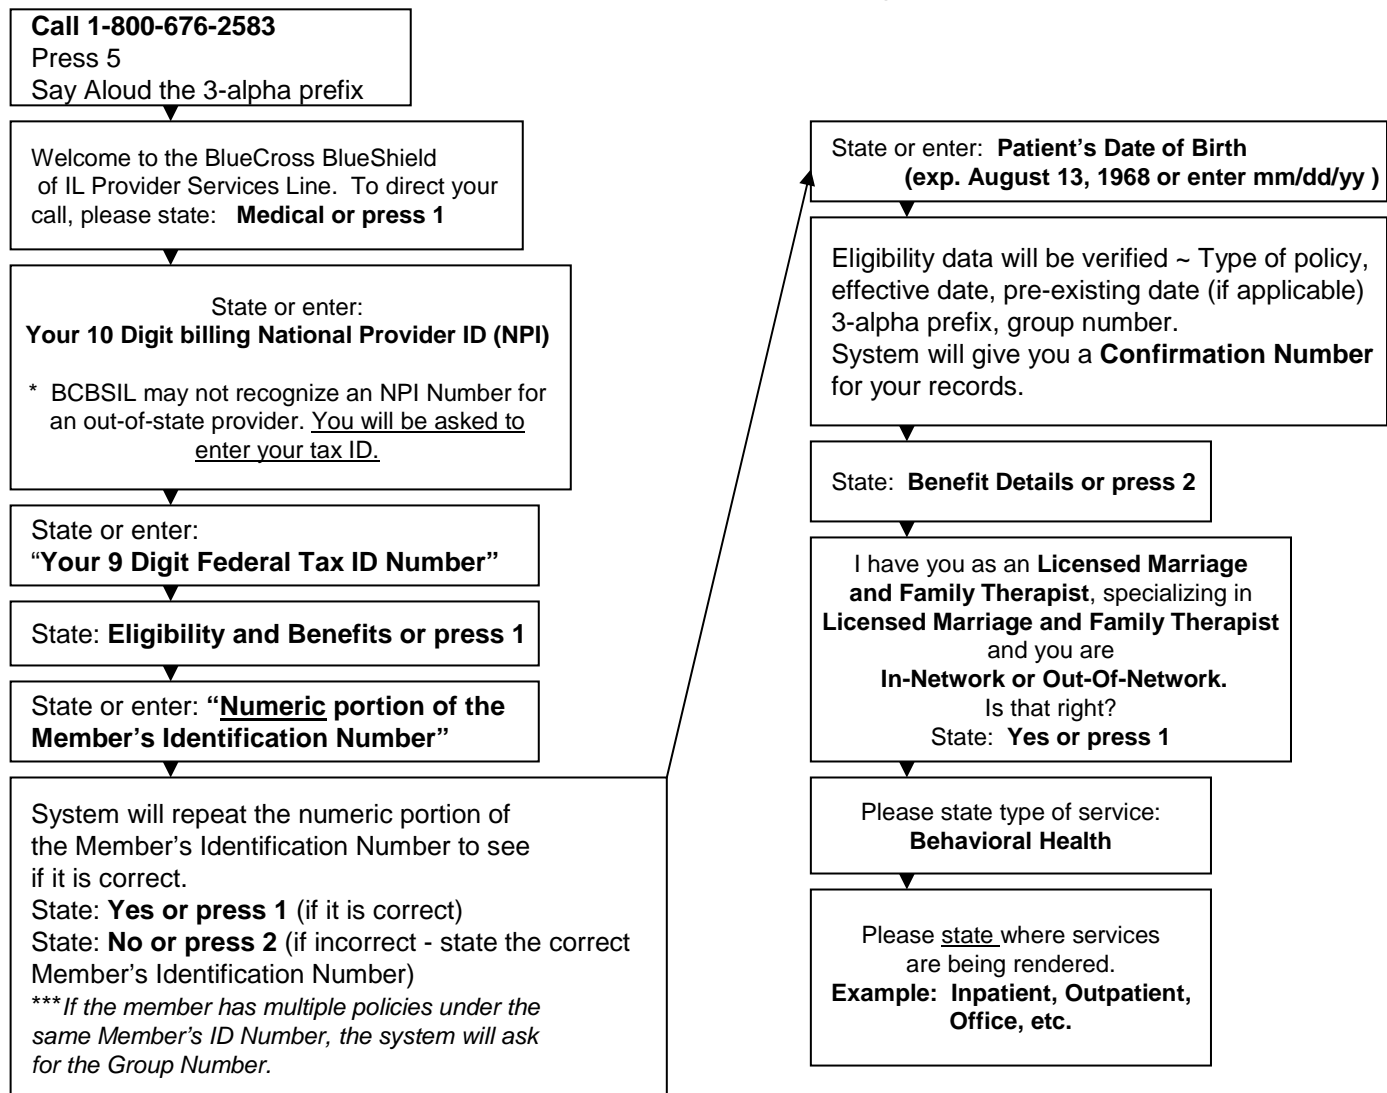 Call 1-800-676-2583
Press 5
Say Aloud the 3-alpha prefix
Welcome to the BlueCross BlueShield
of IL Provider Services Line. To direct your
call, please state: Medical or press 1
State or enter:
Your 10 Digit billing National Provider ID (NPI)
* BCBSIL may not recognize an NPI Number for
an out-of-state provider. You will be asked to
enter your tax ID.
State or enter:
“Your 9 Digit Federal Tax ID Number”
State: Eligibility and Benefits or press 1
State or enter: “Numeric portion of the
Member’s Identification Number”
System will repeat the numeric portion of
the Member’s Identification Number to see
if it is correct.
State: Yes or press 1 (if it is correct)
State: No or press 2 (if incorrect - state the correct
Member’s Identification Number)
***If the member has multiple policies under the
same Member’s ID Number, the system will ask
for the Group Number.
State or enter: Patient’s Date of Birth
(exp. August 13, 1968 or enter mm/dd/yy )
Eligibility data will be verified ~ Type of policy,
effective date, pre-existing date (if applicable)
3-alpha prefix, group number.
System will give you a Confirmation Number
for your records.
State: Benefit Details or press 2
I have you as an Licensed Marriage
and Family Therapist, specializing in
Licensed Marriage and Family Therapist
and you are
In-Network or Out-Of-Network.
Is that right?
State: Yes or press 1
Please state type of service:
Behavioral Health
Please state where services
are being rendered.
Example: Inpatient, Outpatient,
Office, etc.